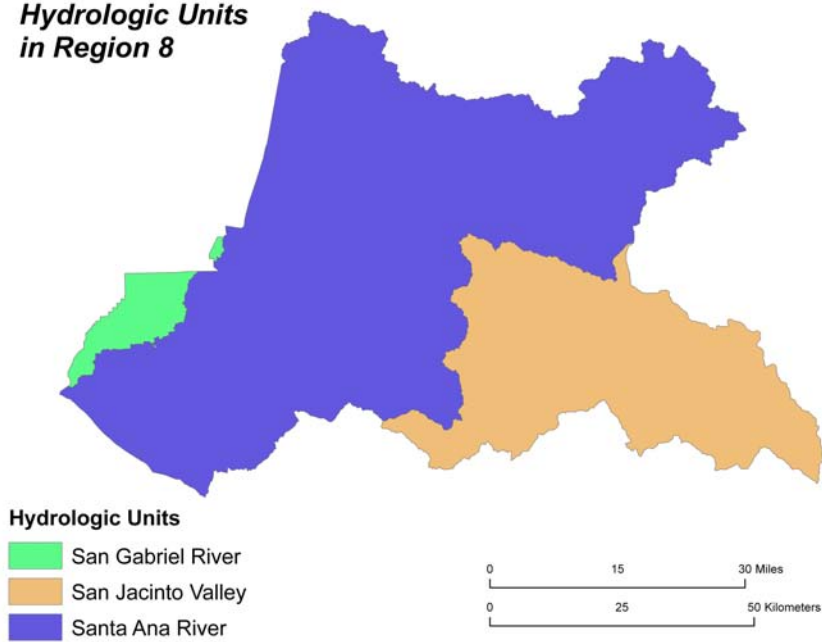 Hydrologic Units
in Region 8
Hydrologic Units
San Gabriel River
San Jacinto Valley
Santa Ana River
0 15 30 Miles
0 25 50 Kilometers